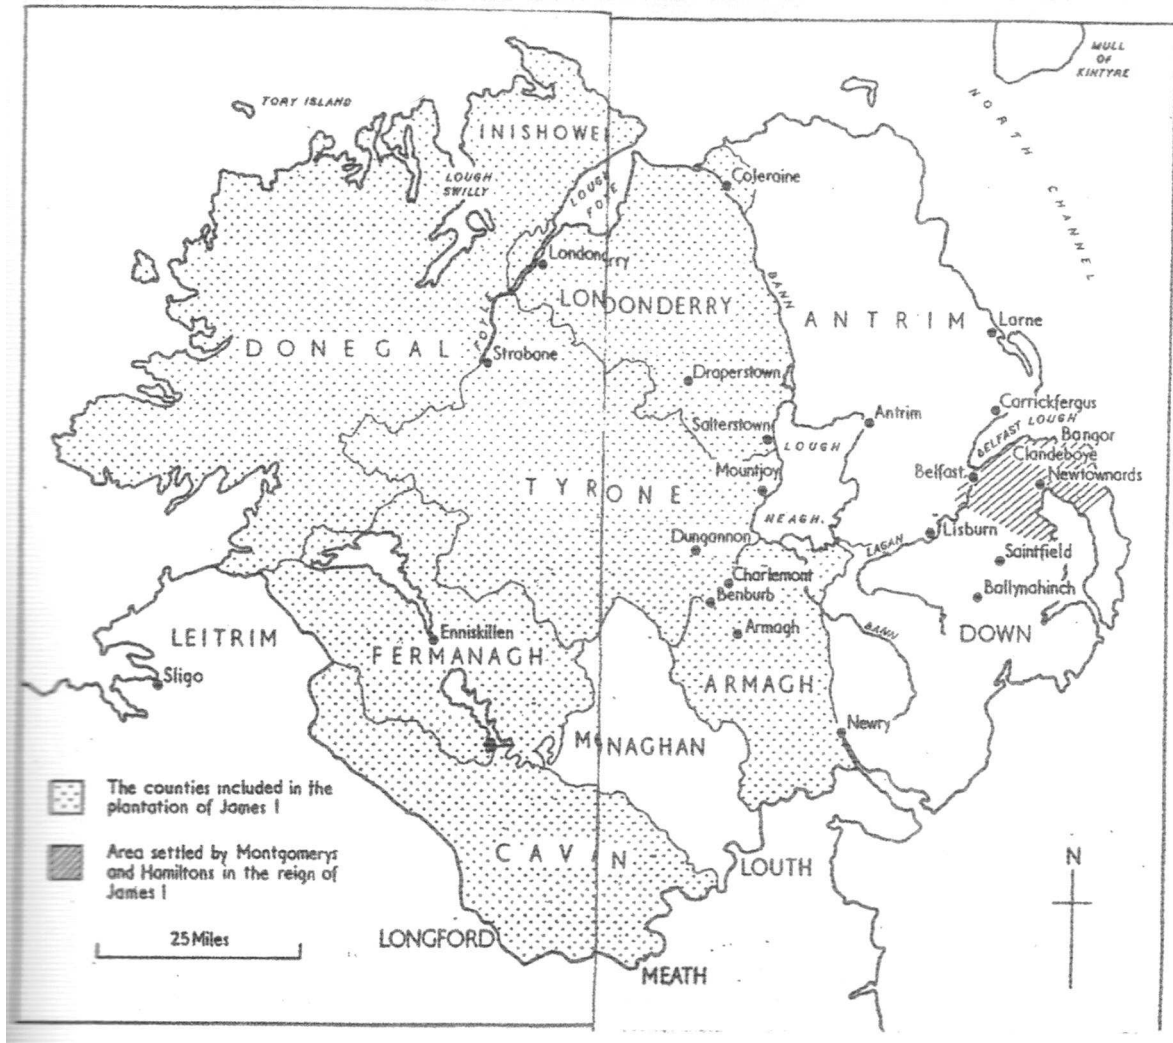 MULL
OF
KINTYRE
NORTH
CHANNEL
TORY ISLAND
INISHOWE
LOUGH
SWILLY
LOUGH
FOYLE
Coleraine
Londonderry
LONDONDERRY
BANN
ANTRIM
Larne
DONEGAL
FOYLE
Strabane
Draperstown
Carrickfergus
Antrim
Salterstown
LOUGH
BELFAST LOUGH
Bangor
Clandeboye
Mountjoy
Belfast
Newtownards
TYRONE
NEAGH.
Dungannon
LAGAN
Lisburn
Saintfield
Charlemont
Benburb
Ballynahinch
Armagh
BANN
DOWN
LEITRIM
Enniskillen
FERMANAGH
Sligo
ARMAGH
Newry
MONAGHAN
The counties included in the
plantation of James I
Area settled by Montgomerys
and Hamiltons in the reign of
James I
CAVAN
LOUTH
N
25 Miles
LONGFORD
MEATH